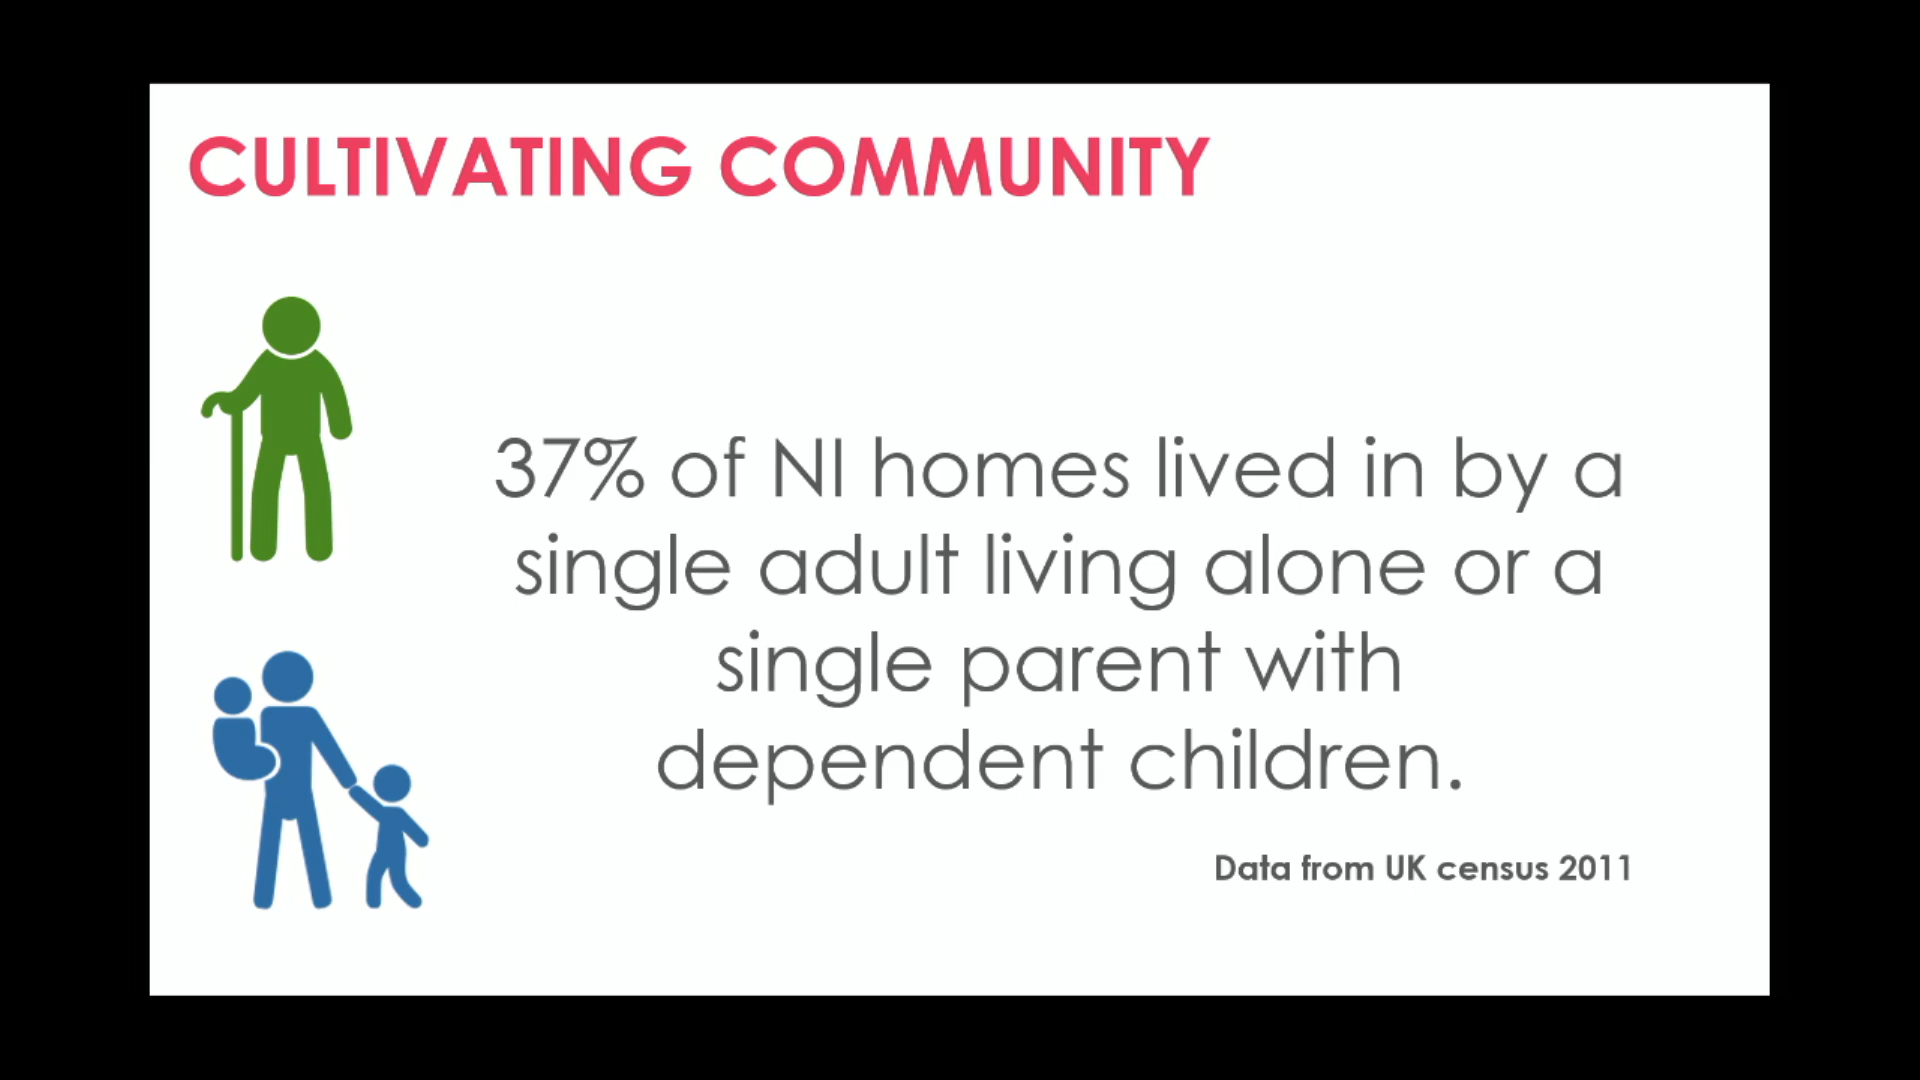 CULTIVATING COMMUNITY
37% of NI homes lived in by a
single adult living alone or a
single parent with
dependent children.
Data from UK census 2011